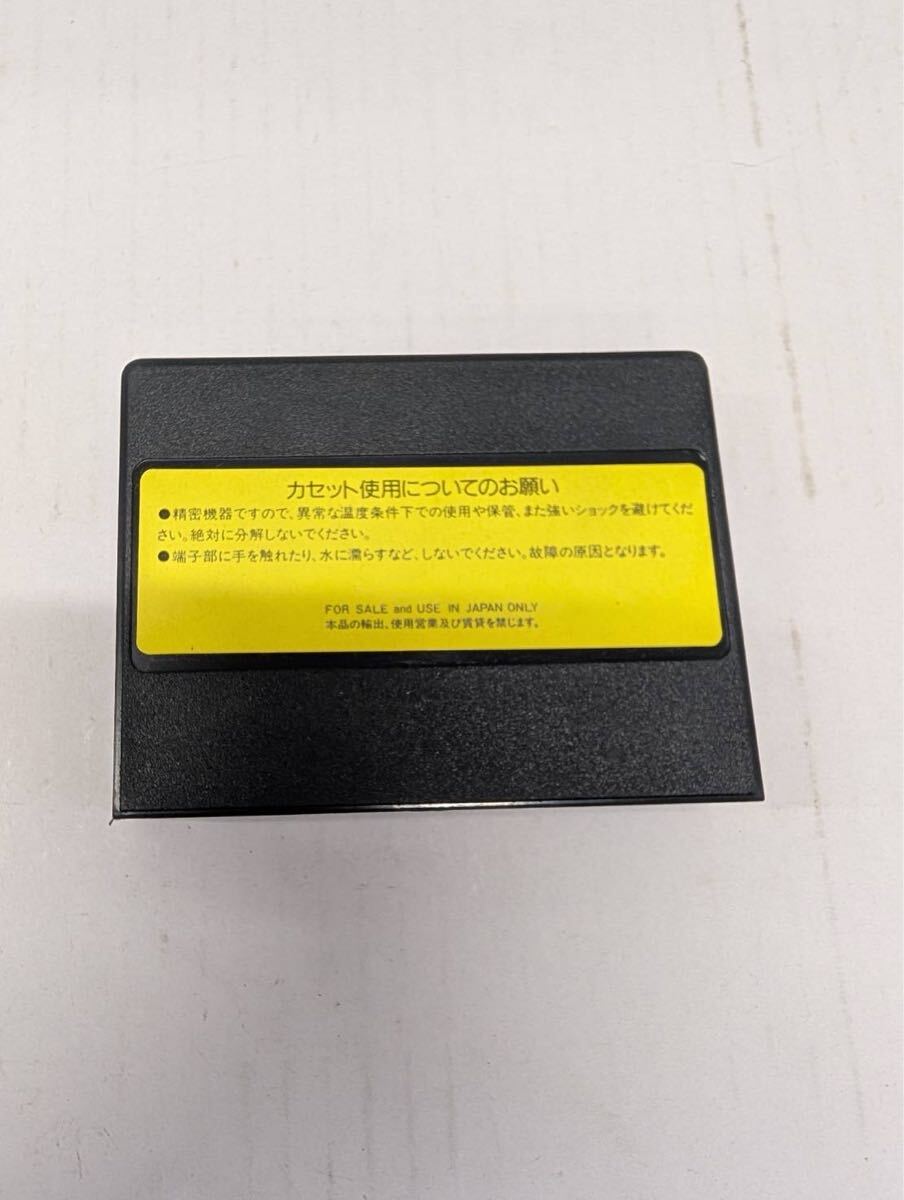 カセット使用についてのお願い
●精密機器ですので、異常な温度条件下での使用や保管、また強いショックを避けてくだ
さい。絶対に分解しないでください。
●端子部に手を触れたり、水に濡らすなど、しないでください。故障の原因となります。
FOR SALE and USE IN JAPAN ONLY
本品の輸出、使用営業及び賃貸を禁じます。